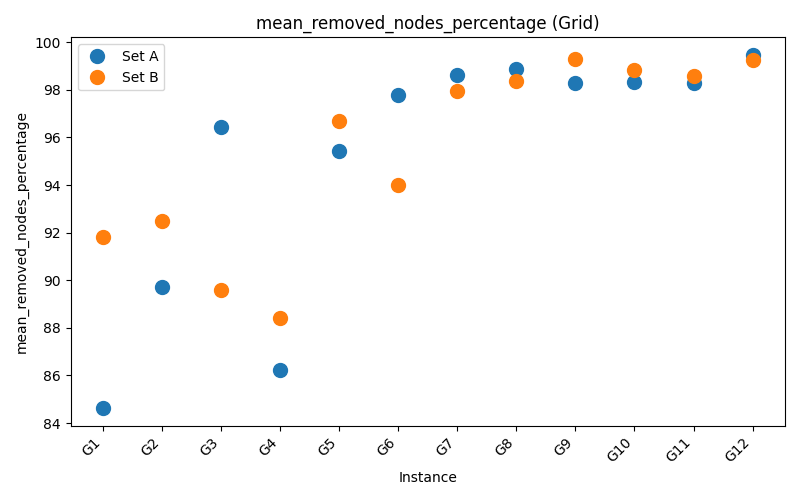 mean_removed_nodes_percentage (Grid)
Set A
Set B
mean_removed_nodes_percentage
100
98
96
94
92
90
88
86
84
G1
G2
G3
G4
G5
G6
G7
G8
G9
G10
G11
G12
Instance